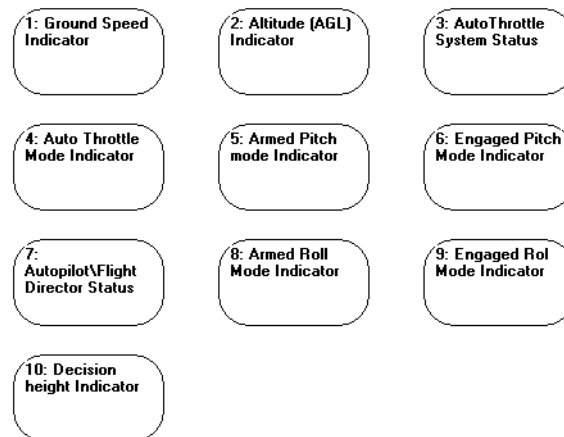 1: Ground Speed
Indicator
2: Altitude (AGL)
Indicator
3: AutoThrottle
System Status
4: Auto Throttle
Mode Indicator
5: Armed Pitch
mode Indicator
6: Engaged Pitch
Mode Indicator
7:
Autopilot\Flight
Director Status
8: Armed Roll
Mode Indicator
9: Engaged Rol
Mode Indicator
10: Decision
height Indicator